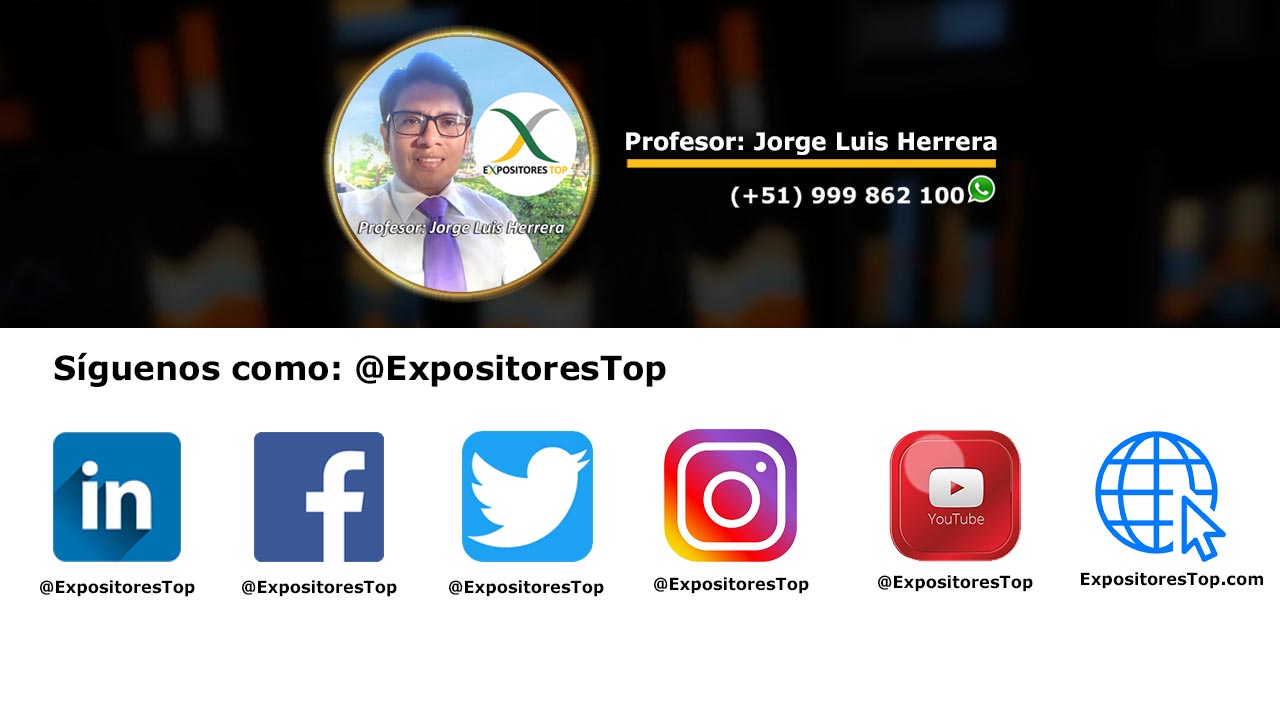 EXPOSITORES TOP
Profesor: Jorge Luis Herrera
Profesor: Jorge Luis Herrera
(+51) 999 862 100
Síguenos como: @ExpositoresTop
in
f
YouTube
@ExpositoresTop
@ExpositoresTop
@ExpositoresTop
@ExpositoresTop
@ExpositoresTop
ExpositoresTop.com